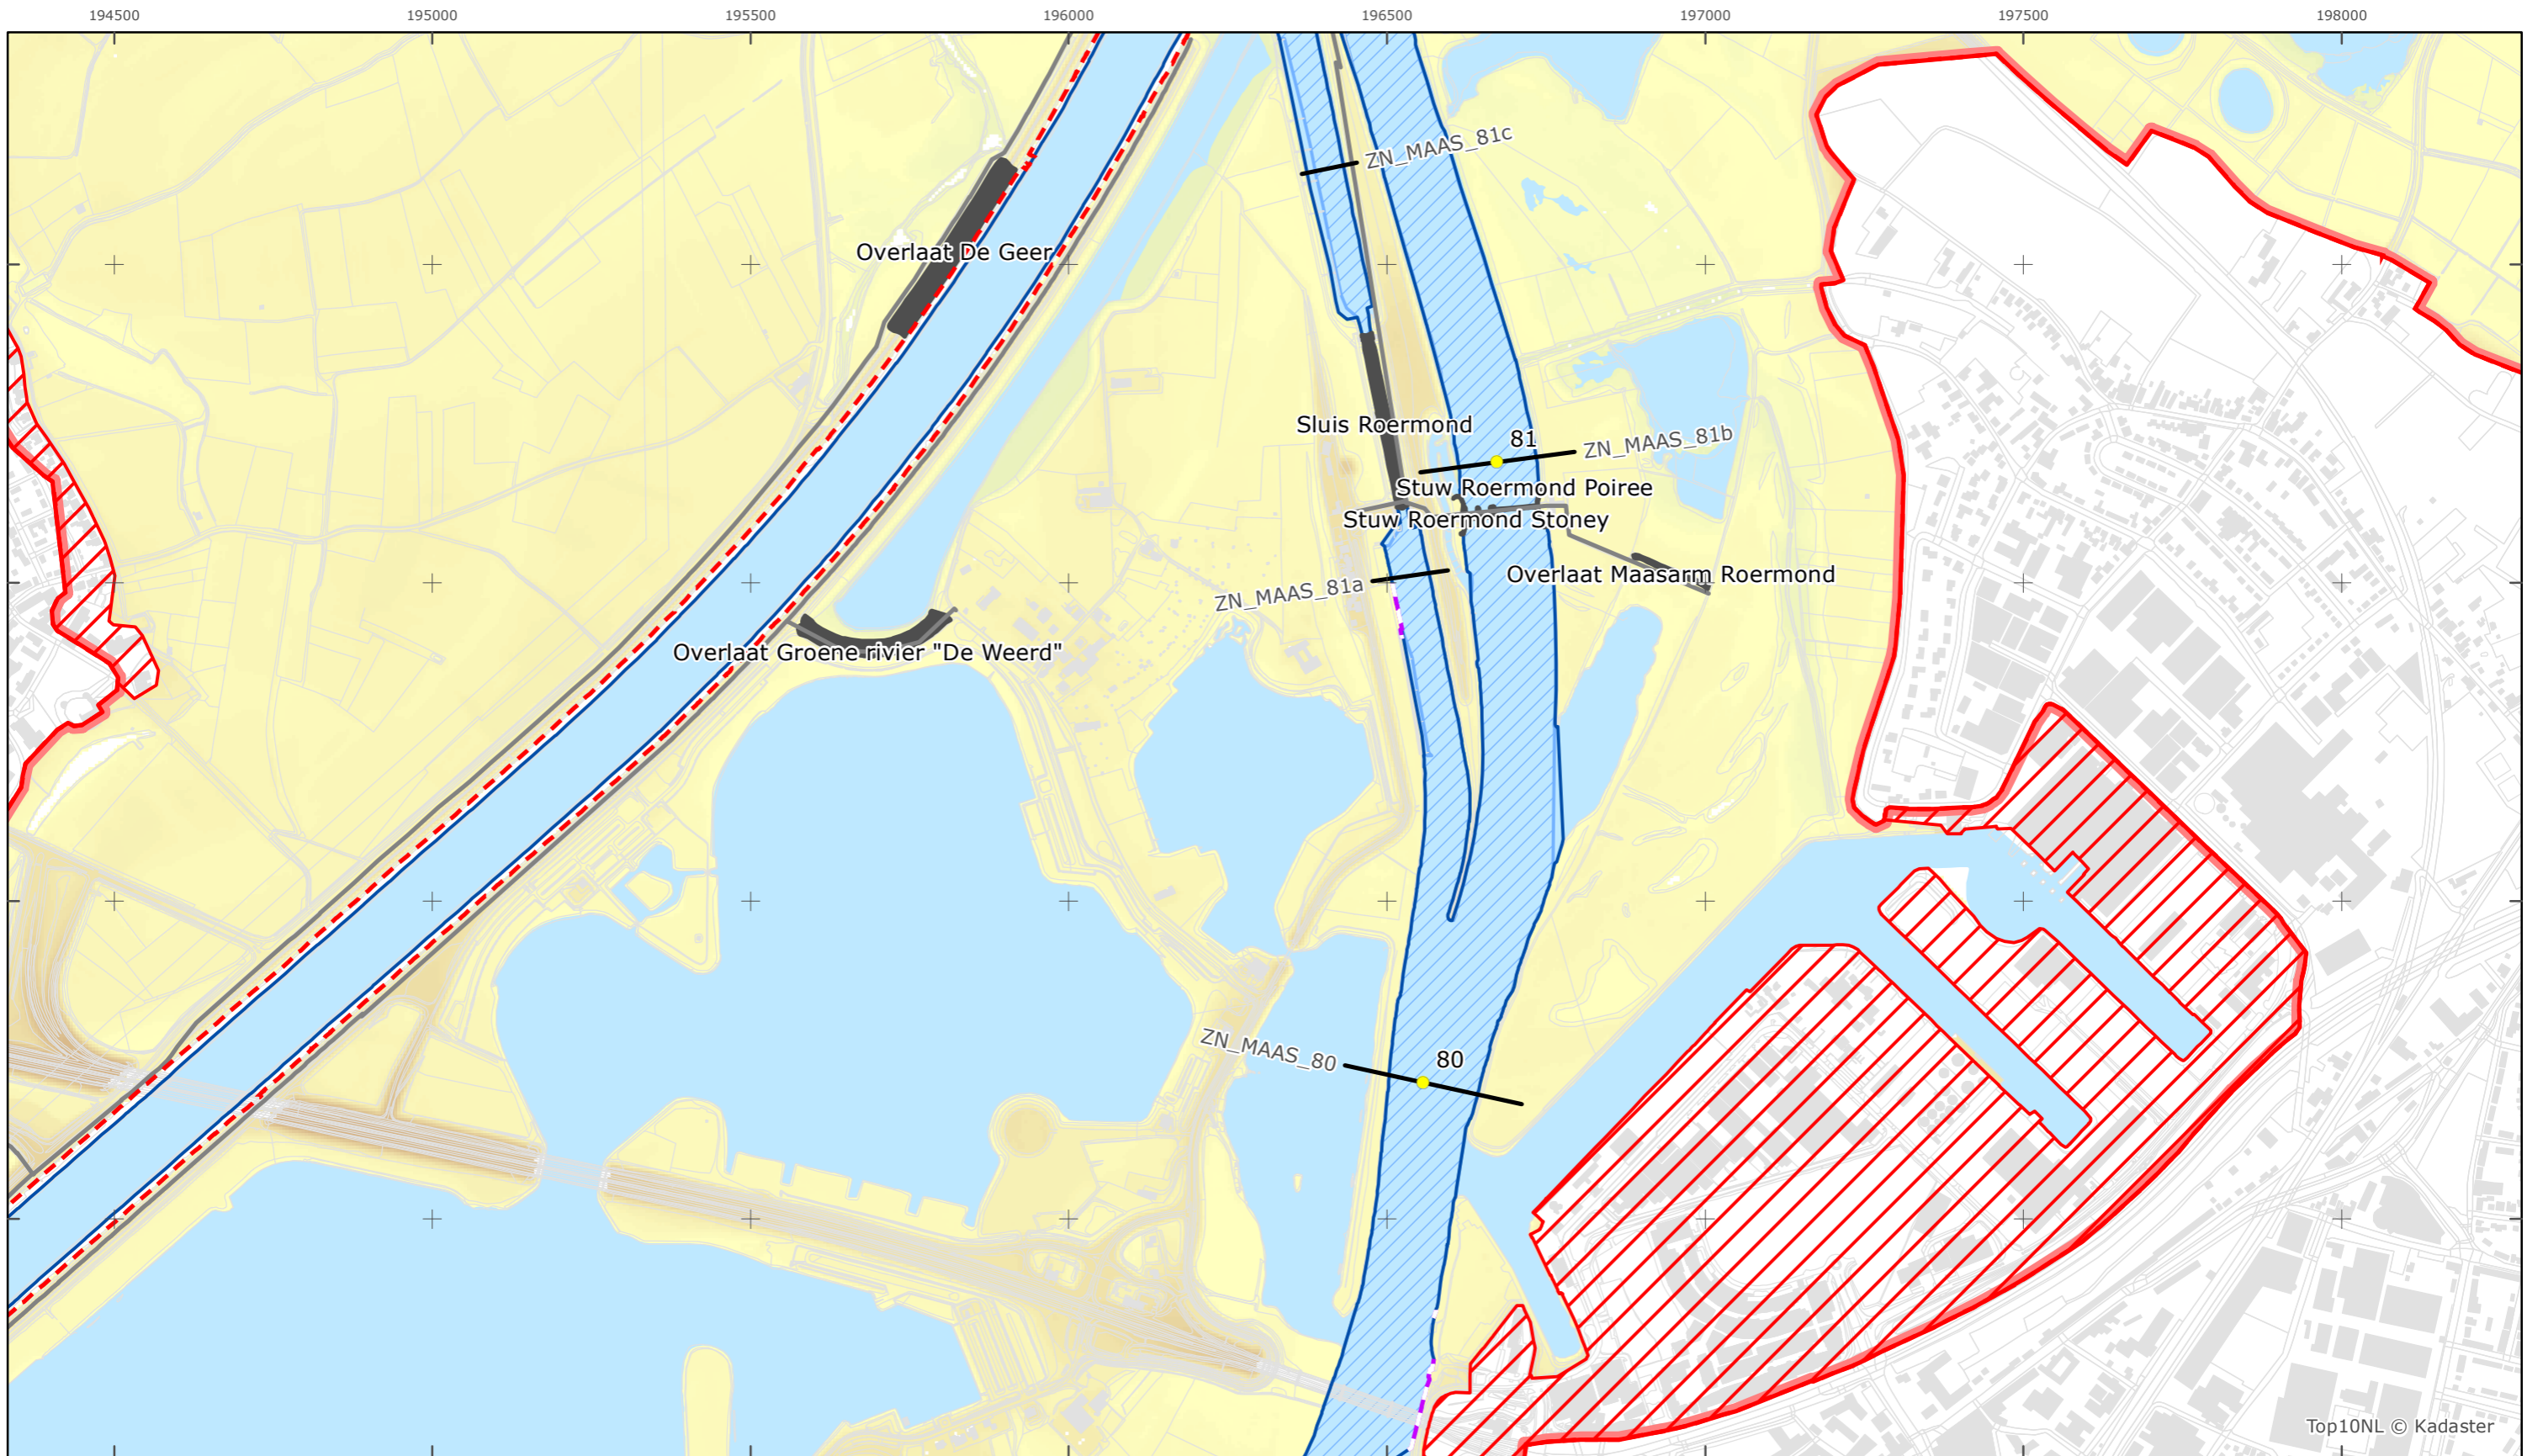 194500
195000
195500
196000
196500
197000
197500
198000
ZN_MAAS_81c
Overlaat De Geer
Sluis Roermond
81
ZN_MAAS_81b
Stuw Roermond Poiree
Stuw Roermond Stoney
Overlaat Maasarm Roermond
ZN_MAAS_81a
Overlaat Groene rivier "De Weerd"
ZN_MAAS_80
80
Top10NL © Kadaster